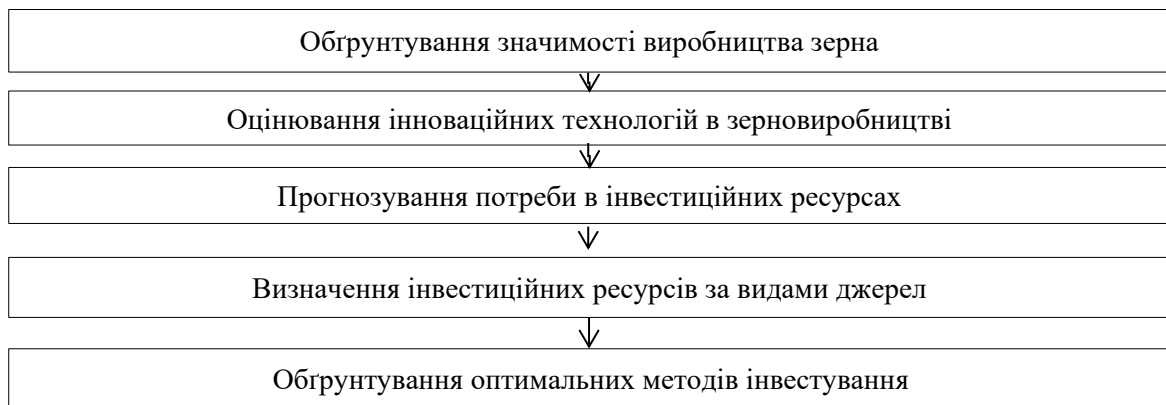 Обґрунтування значимості виробництва зерна
Оцінювання інноваційних технологій в зерновиробництві
Прогнозування потреби в інвестиційних ресурсах
Визначення інвестиційних ресурсів за видами джерел
Обґрунтування оптимальних методів інвестування